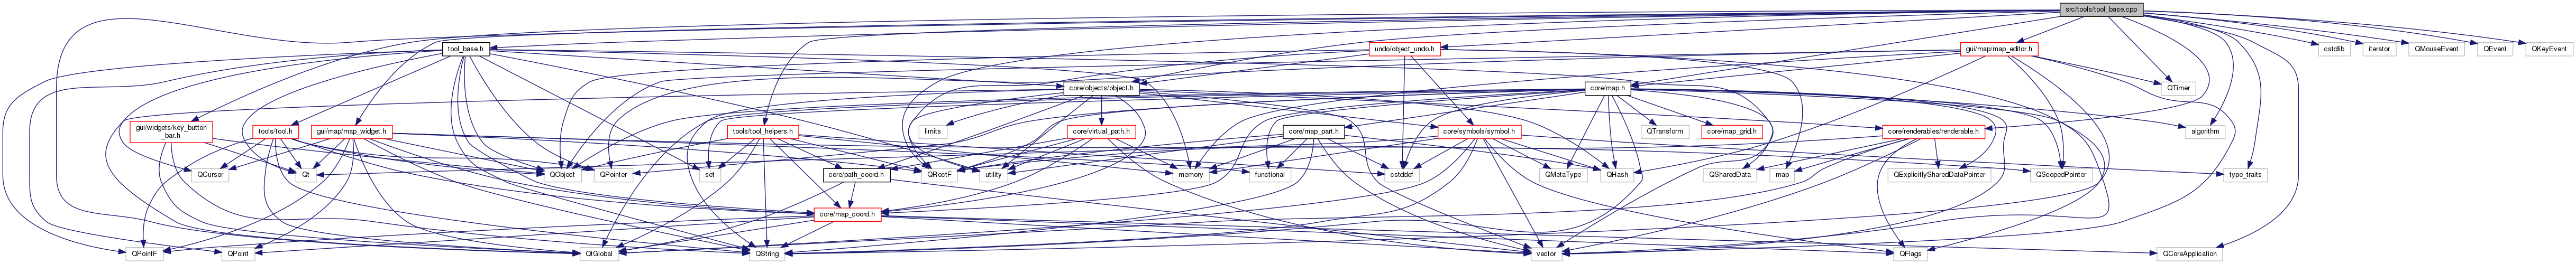 src/tools/tool_base.cpp
tool_base.h
undo/object_undo.h
gui/map/map_editor.h
cstdlib
iterator
QMouseEvent
QEvent
QKeyEvent
core/objects/object.h
core/map.h
QTimer
gui/widgets/key_button
_bar.h
tools/tool.h
gui/map/map_widget.h
tools/tool_helpers.h
limits
core/virtual_path.h
core/symbols/symbol.h
core/map_part.h
QTransform
core/map_grid.h
core/renderables/renderable.h
algorithm
QCursor
Qt
QObject
QPointer
set
core/path_coord.h
QRectF
utility
memory
functional
cstddef
QMetaType
QHash
QSharedData
map
QExplicitlySharedDataPointer
QScopedPointer
type_traits
core/map_coord.h
QPointF
QPoint
QtGlobal
QString
vector
QFlags
QCoreApplication